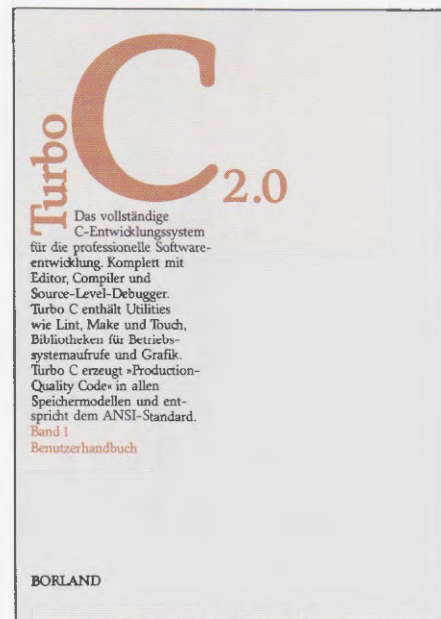 Turbo
C
2.0
Das vollständige
C-Entwicklungssystem
für die professionelle Software-
entwicklung. Komplett mit
Editor, Compiler und
Source-Level-Debugger.
Turbo C enthält Utilities
wie Lint, Make und Touch,
Bibliotheken für Betriebs-
systemaufrufe und Grafik.
Turbo C erzeugt »Production-
Quality Code« in allen
Speichermodellen und ent-
spricht dem ANSI-Standard.
Band 1
Benutzerhandbuch
BORLAND